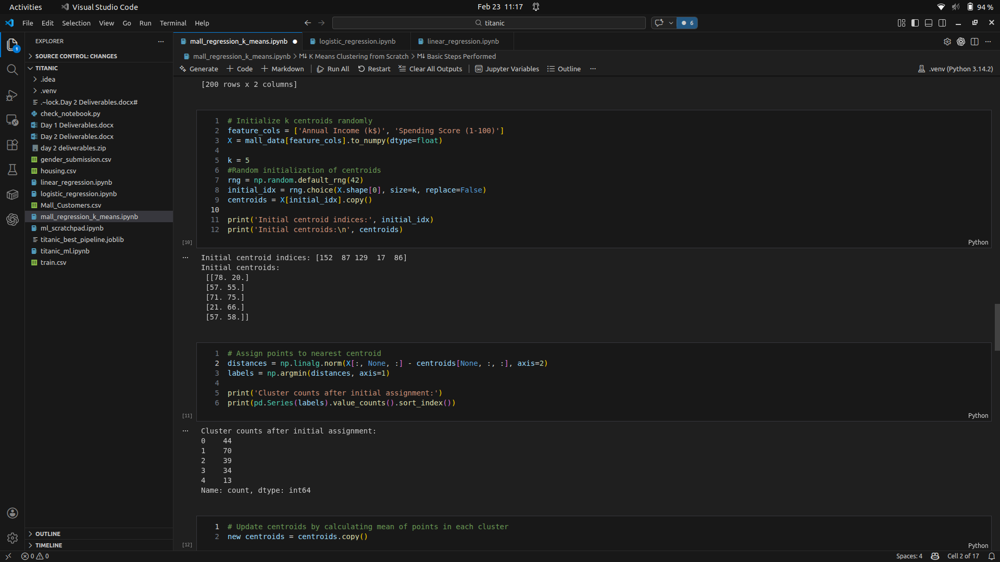 Activities Visual Studio Code Feb 23 11:17 94 %
File Edit Selection View Go Run Terminal Help titanic 6
EXPLORER
SOURCE CONTROL: CHANGES
TITANIC
.idea
.venv
.~lock.Day 2 Deliverables.docx#
check_notebook.py
Day 1 Deliverables.docx
Day 2 Deliverables.docx
day 2 deliverables.zip
gender_submission.csv
housing.csv
linear_regression.ipynb
logistic_regression.ipynb
Mall_Customers.csv
mall_regression_k_means.ipynb
ml_scratchpad.ipynb
titanic_best_pipeline.joblib
titanic_ml.ipynb
train.csv
OUTLINE
TIMELINE
1
mall_regression_k_means.ipynb logistic_regression.ipynb linear_regression.ipynb
mall_regression_k_means.ipynb > M↓ K Means Clustering from Scratch > M↓ Basic Steps Performed
Generate + Code + Markdown Run All Restart Clear All Outputs Jupyter Variables Outline ... .venv (Python 3.14.2)
[200 rows x 2 columns]
1 # Initialize k centroids randomly
2 feature_cols = ['Annual Income (k$)', 'Spending Score (1-100)']
3 X = mall_data[feature_cols].to_numpy(dtype=float)
4
5 k = 5
6 #Random initialization of centroids
7 rng = np.random.default_rng(42)
8 initial_idx = rng.choice(X.shape[0], size=k, replace=False)
9 centroids = X[initial_idx].copy()
10
11 print('Initial centroid indices:', initial_idx)
12 print('Initial centroids:\n', centroids)
[10] Python
Initial centroid indices: [152  87 129  17  86]
Initial centroids:
[[78. 20.]
[57. 55.]
[71. 75.]
[21. 66.]
[57. 58.]]
1 # Assign points to nearest centroid
2 distances = np.linalg.norm(X[:, None, :] - centroids[None, :, :], axis=2)
3 labels = np.argmin(distances, axis=1)
4
5 print('Cluster counts after initial assignment:')
6 print(pd.Series(labels).value_counts().sort_index())
[11] Python
Cluster counts after initial assignment:
0    44
1    70
2    39
3    34
4    13
Name: count, dtype: int64
1 # Update centroids by calculating mean of points in each cluster
2 new_centroids = centroids.copy()
[12] Python
0 0 Spaces: 4 Cell 2 of 17